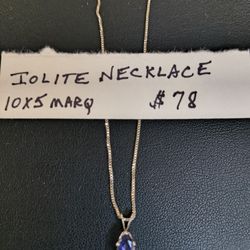 IOLITE NECKLACE
10X5 MARQ $78